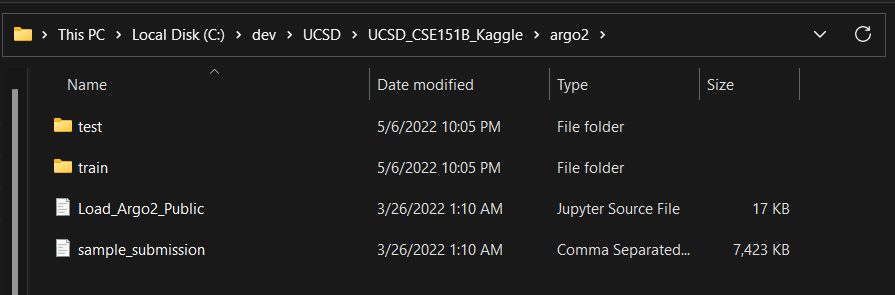 This PC > Local Disk (C:) > dev > UCSD > UCSD_CSE151B_Kaggle > argo2 >
Name Date modified Type Size
test 5/6/2022 10:05 PM File folder
train 5/6/2022 10:05 PM File folder
Load_Argo2_Public 3/26/2022 1:10 AM Jupyter Source File 17 KB
sample_submission 3/26/2022 1:10 AM Comma Separated... 7,423 KB